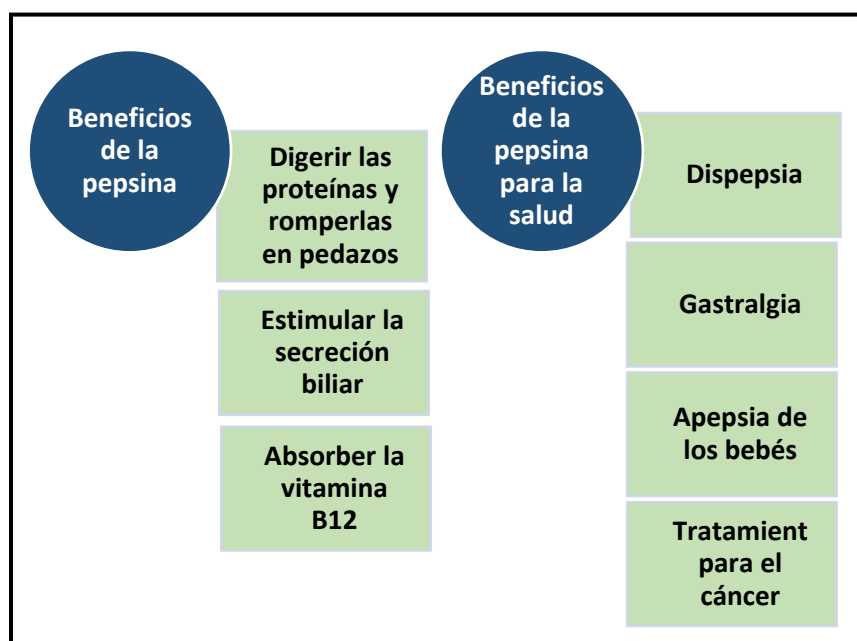 Beneficios
de la
pepsina
Digerir las
proteínas y
romperlas
en pedazos
Estimular la
secreción
biliar
Absorber la
vitamina
B12
Beneficios
de la
pepsina
para la
salud
Dispepsia
Gastralgia
Apepsia de
los bebés
Tratamient
para el
cáncer